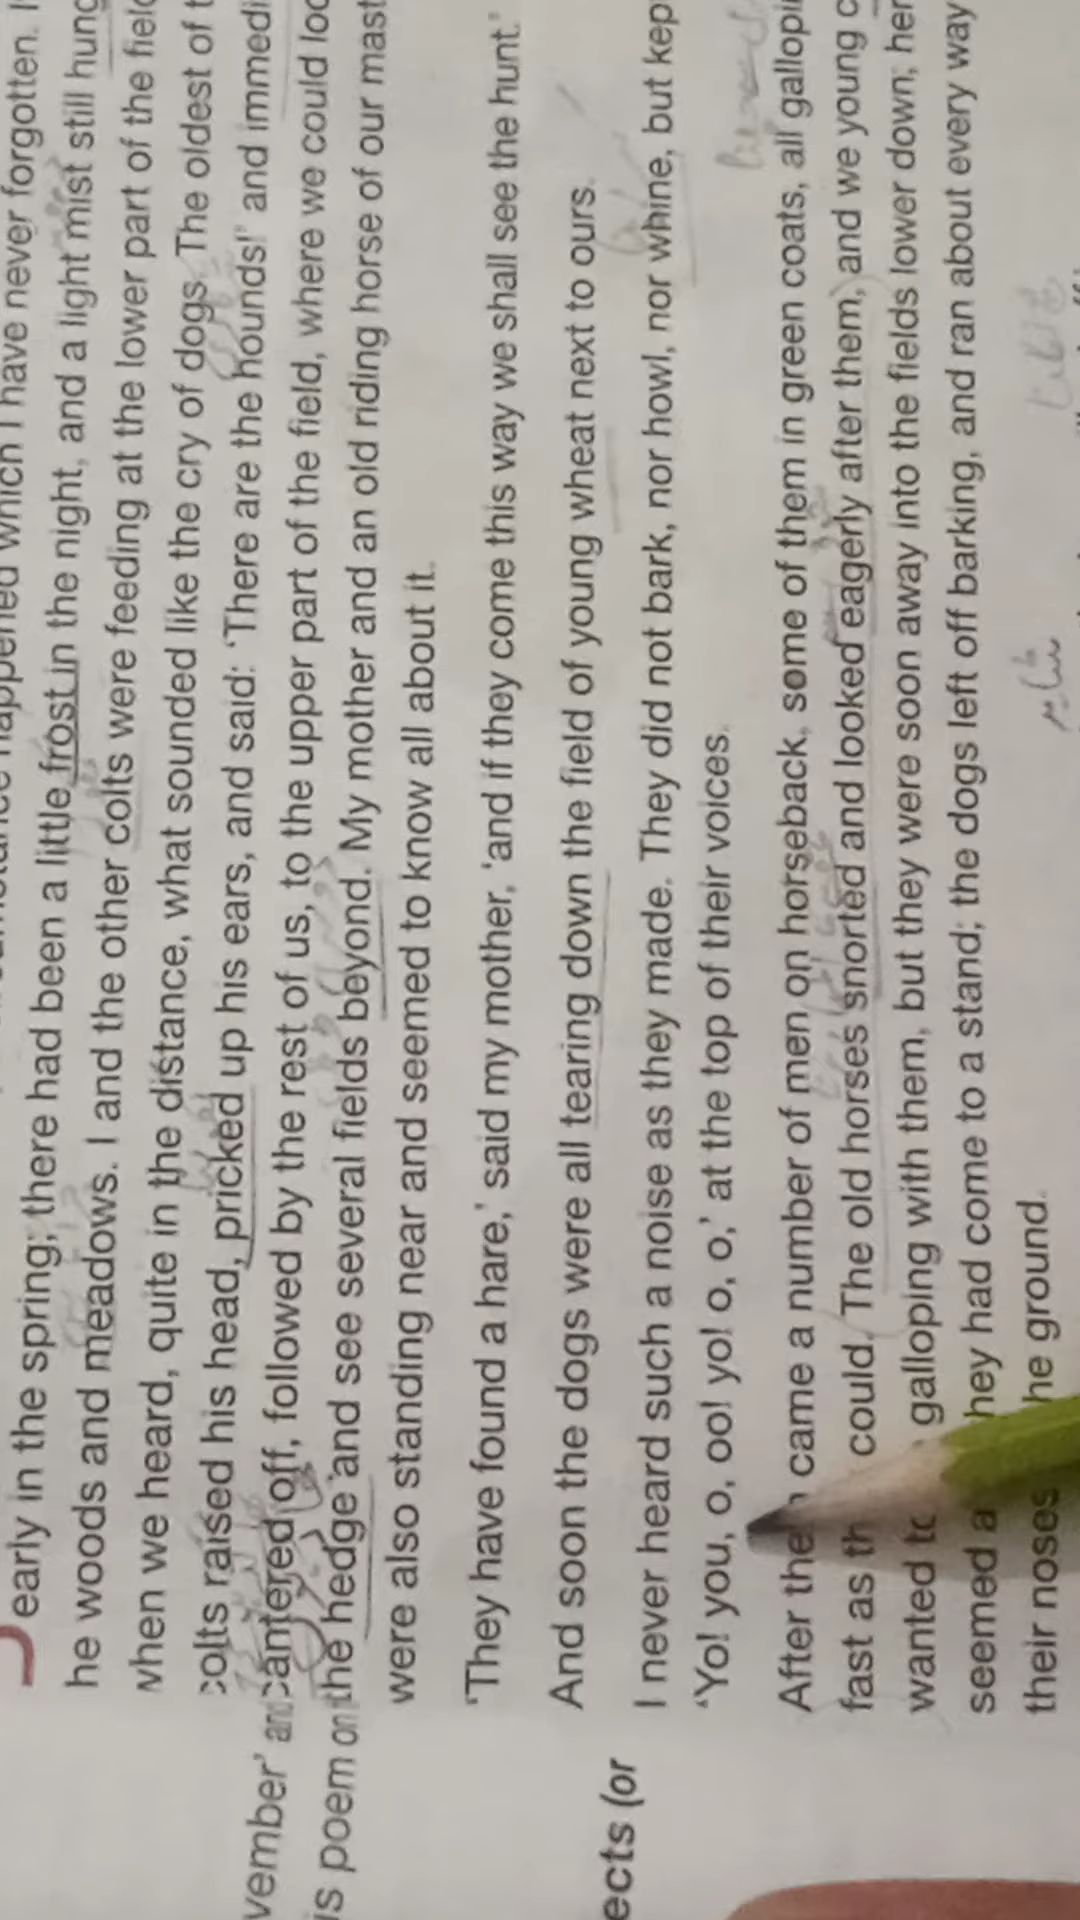 which I have never forgotten.
early in the spring; there had been a little frost in the night, and a light mist still hung
he woods and meadows. I and the other colts were feeding at the lower part of the field
when we heard, quite in the distance, what sounded like the cry of dogs. The oldest of t
colts raised his head, pricked up his ears, and said: 'There are the hounds!' and immedi
cantered off, followed by the rest of us, to the upper part of the field, where we could loo
the hedge and see several fields beyond. My mother and an old riding horse of our mast
were also standing near and seemed to know all about it.
'They have found a hare,' said my mother, 'and if they come this way we shall see the hunt.'
And soon the dogs were all tearing down the field of young wheat next to ours.
I never heard such a noise as they made. They did not bark, nor howl, nor whine, but kep
'Yo! you, o, oo! yo! o, o,' at the top of their voices.
After the came a number of men on horseback, some of them in green coats, all gallopi
fast as th could. The old horses snorted and looked eagerly after them, and we young c
wanted to galloping with them, but they were soon away into the fields lower down; her
seemed a hey had come to a stand; the dogs left off barking, and ran about every way
their noses he ground.
vember' and
is poem on
ects (or